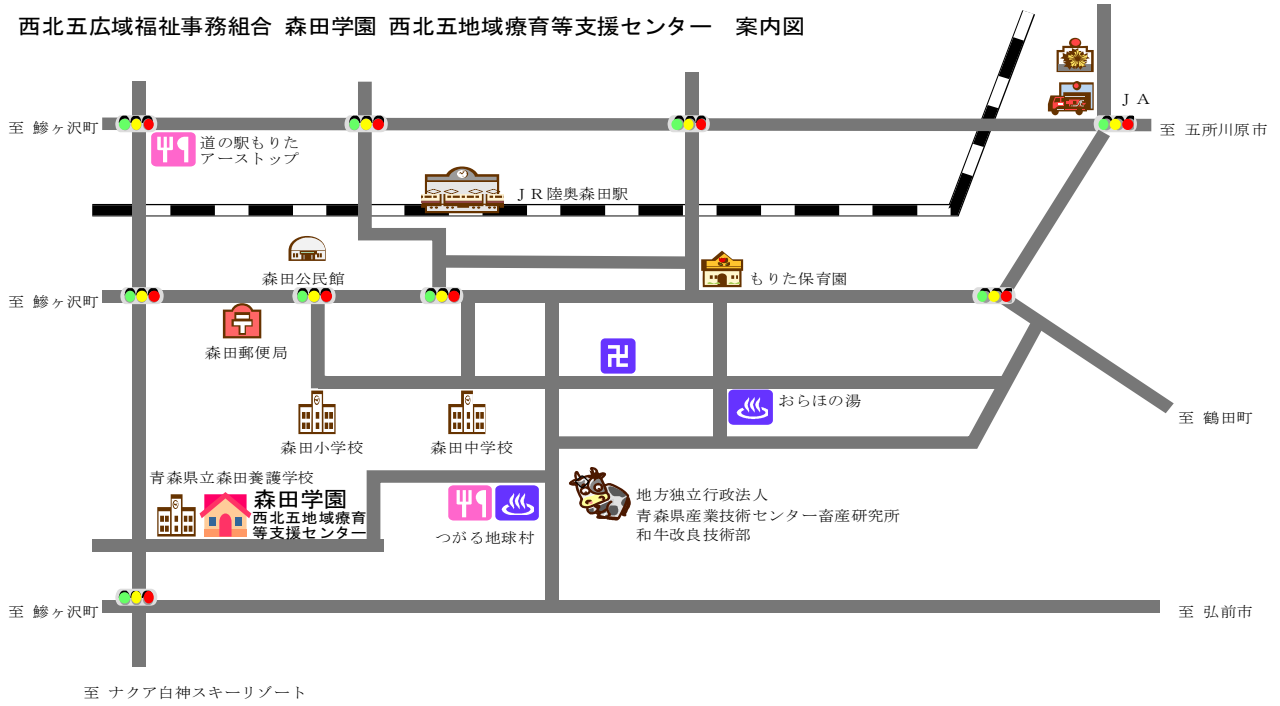 西北五広域福祉事務組合 森田学園 西北五地域療育等支援センター　案内図
ＪＡ
至 鰺ヶ沢町
至 五所川原市
道の駅もりた
アーストップ
ＪＲ陸奥森田駅
森田公民館
もりた保育園
至 鰺ヶ沢町
森田郵便局
おらほの湯
至 鶴田町
森田小学校
森田中学校
青森県立森田養護学校
森田学園
西北五地域療育
等支援センター
つがる地球村
地方独立行政法人
青森県産業技術センター畜産研究所
和牛改良技術部
至 鰺ヶ沢町
至 弘前市
至 ナクア白神スキーリゾート